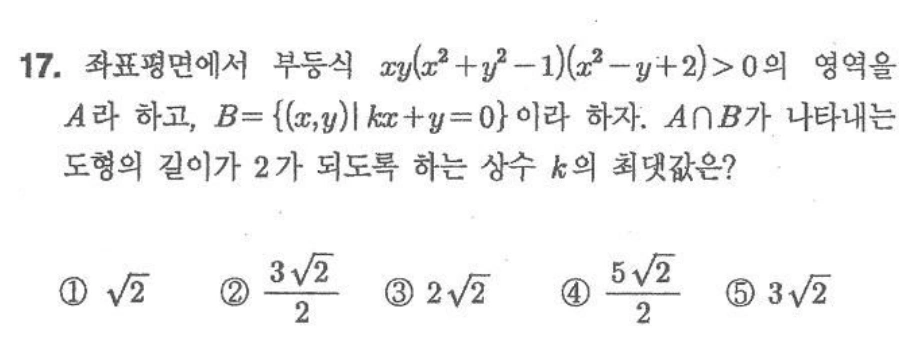 17. 좌표평면에서 부등식 xy(x²+y²-1)(x²-y+2)>0의 영역을
A라 하고, B={(x,y)| kx+y=0}이라 하자. A∩B가 나타내는
도형의 길이가 2가 되도록 하는 상수 k의 최댓값은?
① √2 ② 3√2/2 ③ 2√2 ④ 5√2/2 ⑤ 3√2